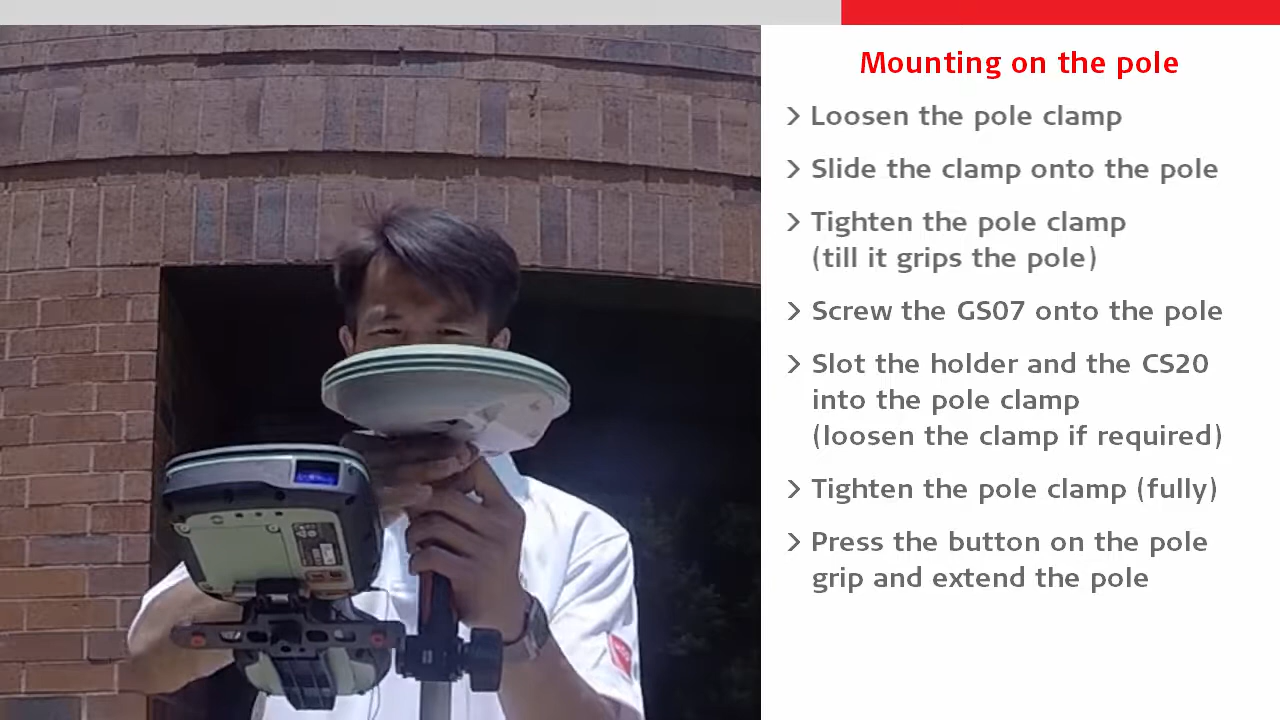 Mounting on the pole
> Loosen the pole clamp
> Slide the clamp onto the pole
> Tighten the pole clamp
(till it grips the pole)
> Screw the GS07 onto the pole
> Slot the holder and the CS20
into the pole clamp
(loosen the clamp if required)
> Tighten the pole clamp (fully)
> Press the button on the pole
grip and extend the pole